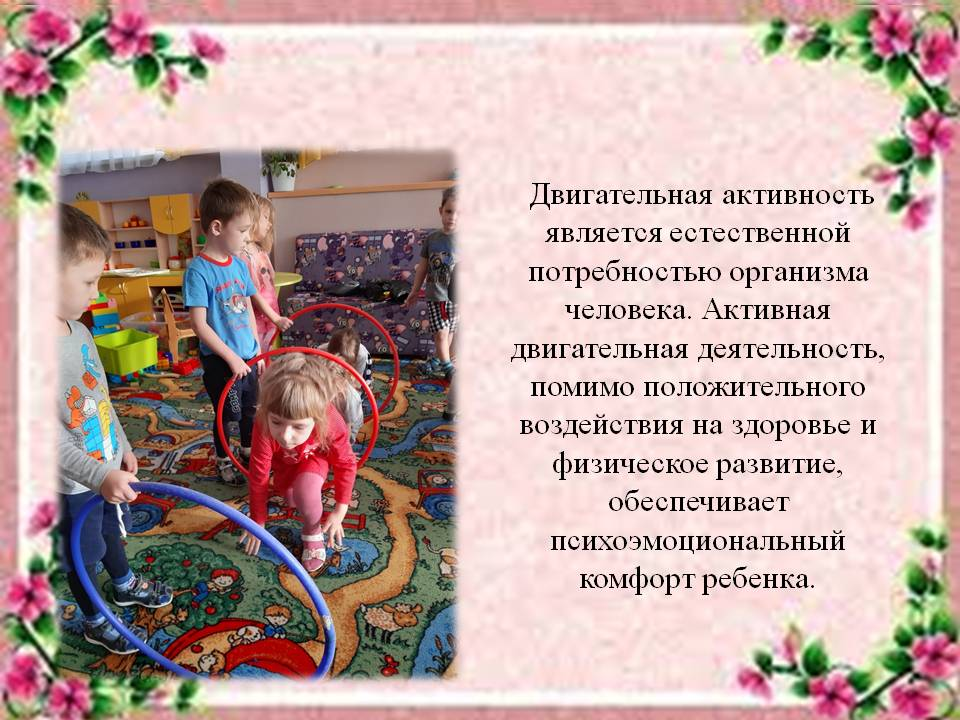 Двигательная активность
является естественной
потребностью организма
человека. Активная
двигательная деятельность,
помимо положительного
воздействия на здоровье и
физическое развитие,
обеспечивает
психоэмоциональный
комфорт ребенка.